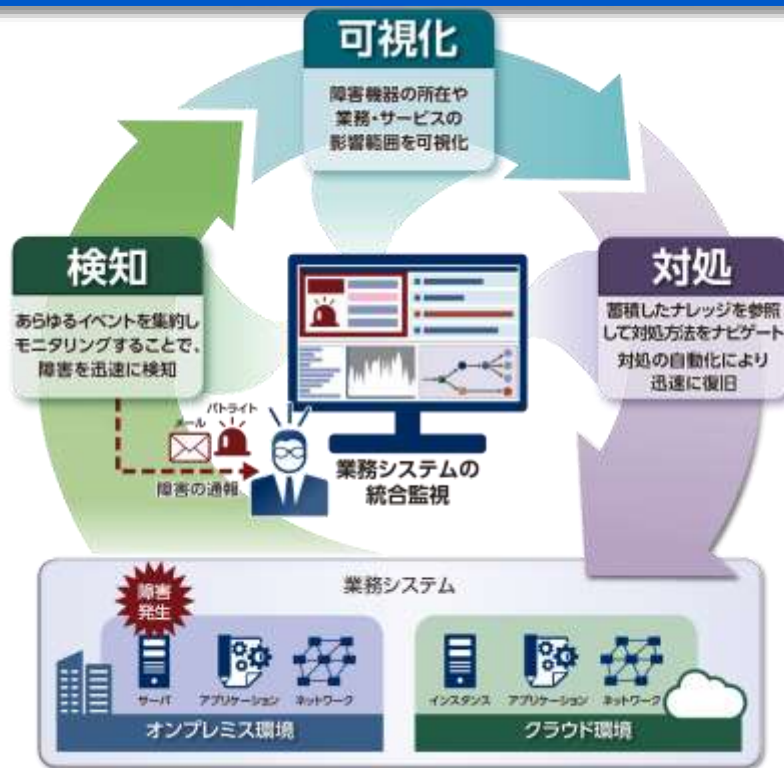 可視化
障害機器の所在や
業務・サービスの
影響範囲を可視化
検知
あらゆるイベントを集約し
モニタリングすることで、
障害を迅速に検知
対処
蓄積したナレッジを参照
して対処方法をナビゲート
対処の自動化により
迅速に復旧
パトライト
メール
障害の通報
業務システムの
統合監視
業務システム
障害
発生
サーバ
アプリケーション
ネットワーク
オンプレミス環境
インスタンス
アプリケーション
ネットワーク
クラウド環境